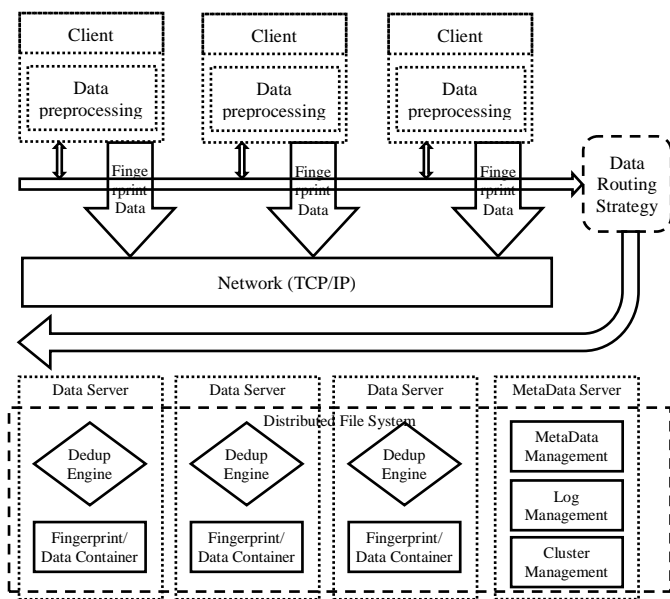 Client
Client
Client
Data
preprocessing
Data
preprocessing
Data
preprocessing
Finge
rprint
Data
Finge
rprint
Data
Finge
rprint
Data
Data
Routing
Strategy
Network (TCP/IP)
Data Server
Data Server
Data Server
MetaData Server
Distributed File System
Dedup
Engine
Dedup
Engine
Dedup
Engine
MetaData
Management
Log
Management
Cluster
Management
Fingerprint/
Data Container
Fingerprint/
Data Container
Fingerprint/
Data Container